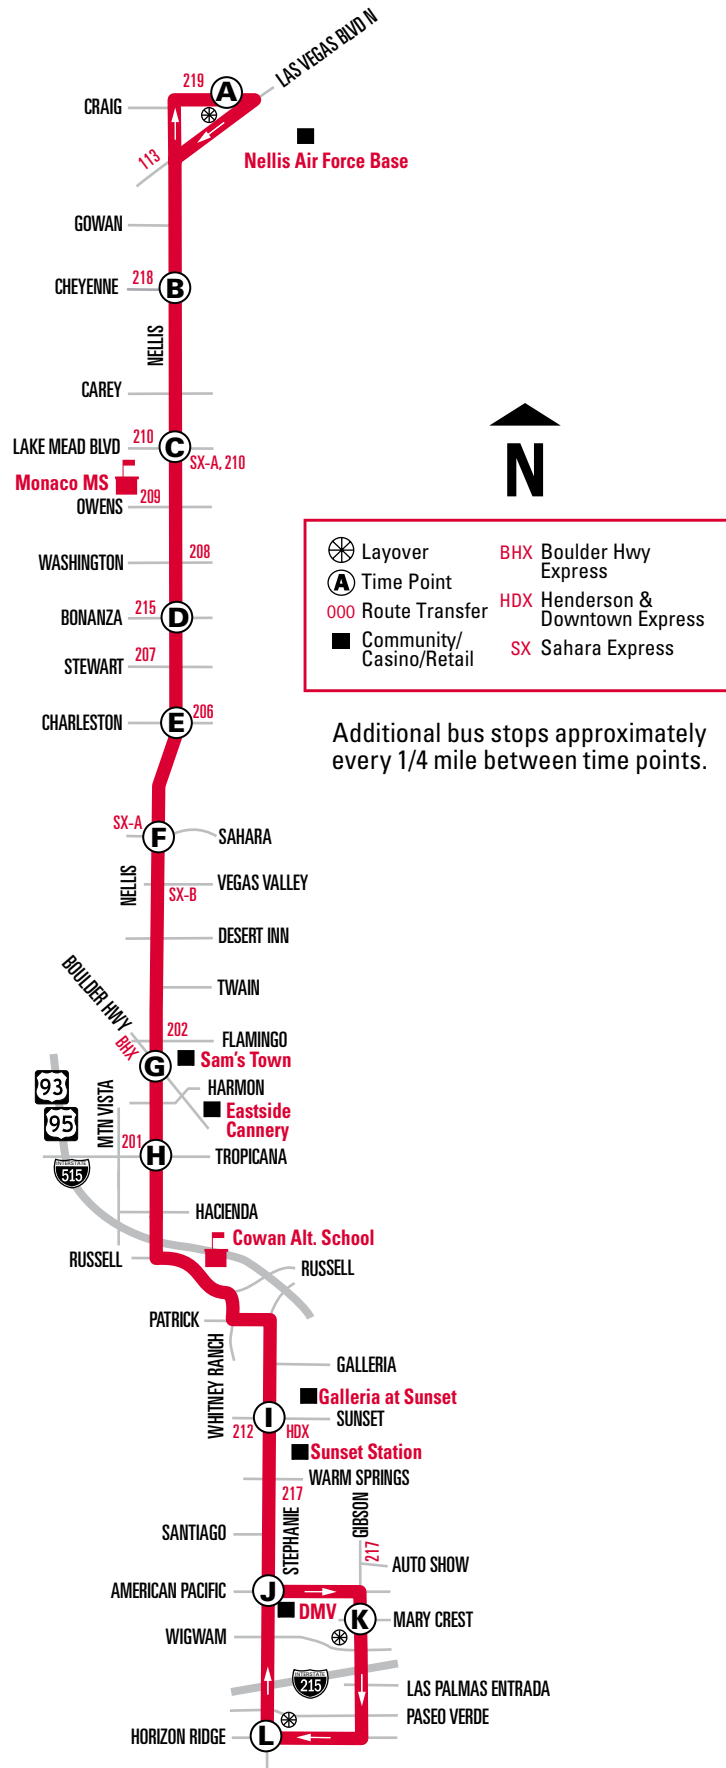 LAS VEGAS BLVD N
219
A
CRAIG
113
Nellis Air Force Base
GOWAN
218
CHEYENNE
B
NELLIS
CAREY
210
LAKE MEAD BLVD
C
SX-A, 210
Monaco MS
209
OWENS
N
208
WASHINGTON
215
BONANZA
D
207
STEWART
206
CHARLESTON
E
Layover
A Time Point
000 Route Transfer
Community/
Casino/Retail
BHX Boulder Hwy
Express
HDX Henderson &
Downtown Express
SX Sahara Express
Additional bus stops approximately
every 1/4 mile between time points.
SX-A
F
SAHARA
NELLIS
VEGAS VALLEY
SX-B
DESERT INN
TWAIN
BOULDER HWY
BHX
202
FLAMINGO
G
Sam's Town
93
95
INTERSTATE
515
MTN VISTA
HARMON
Eastside
Cannery
201
H
TROPICANA
HACIENDA
Cowan Alt. School
RUSSELL
RUSSELL
PATRICK
WHITNEY RANCH
GALLERIA
Galleria at Sunset
I
SUNSET
212
HDX
Sunset Station
WARM SPRINGS
217
STEPHANIE
GIBSON
SANTIAGO
217
AUTO SHOW
AMERICAN PACIFIC
J
DMV
K
MARY CREST
WIGWAM
INTERSTATE
215
LAS PALMAS ENTRADA
PASEO VERDE
HORIZON RIDGE
L